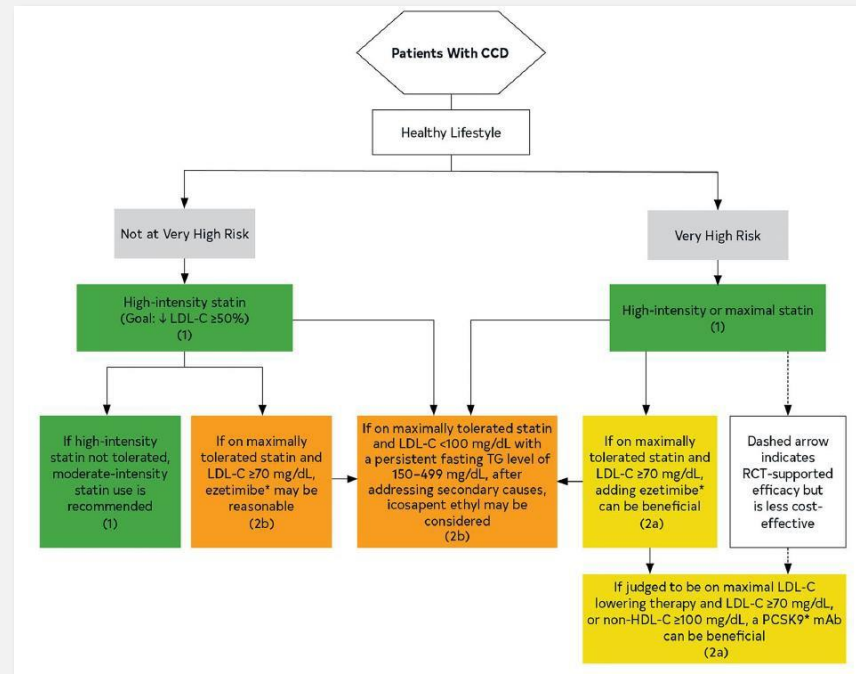 Patients With CCD
Healthy Lifestyle
Not at Very High Risk
Very High Risk
High-intensity statin
(Goal: ↓ LDL-C ≥50%)
(1)
High-intensity or maximal statin
(1)
If high-intensity
statin not tolerated,
moderate-intensity
statin use is
recommended
(1)
If on maximally
tolerated statin and
LDL-C ≥70 mg/dL,
ezetimibe* may be
reasonable
(2b)
If on maximally tolerated statin
and LDL-C <100 mg/dL with
a persistent fasting TG level of
150–499 mg/dL, after
addressing secondary causes,
icosapent ethyl may be
considered
(2b)
If on maximally
tolerated statin and
LDL-C ≥70 mg/dL,
adding ezetimibe*
can be beneficial
(2a)
Dashed arrow
indicates
RCT-supported
efficacy but
is less cost-
effective
If judged to be on maximal LDL-C
lowering therapy and LDL-C ≥70 mg/dL,
or non-HDL-C ≥100 mg/dL, a PCSK9* mAb
can be beneficial
(2a)